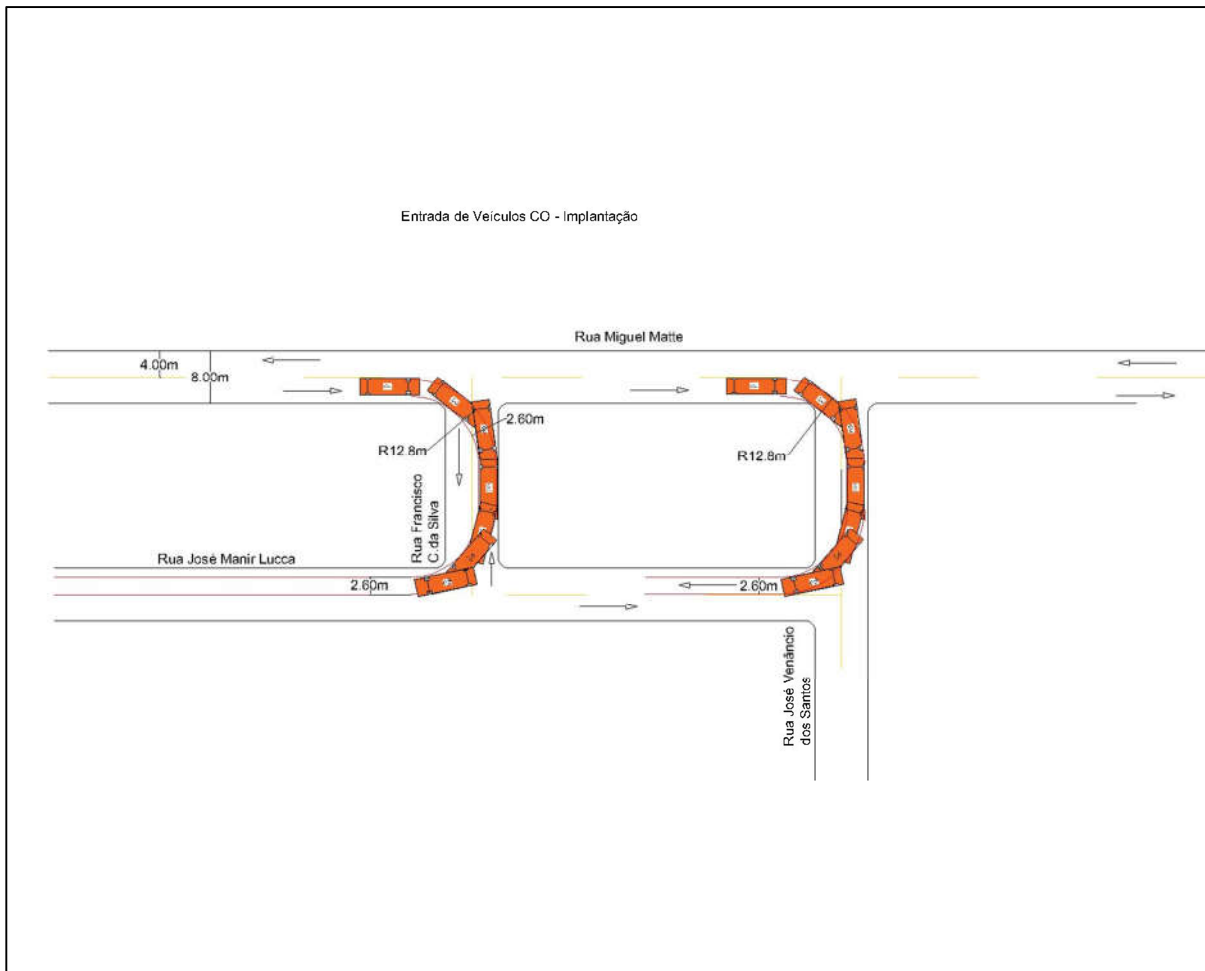 Entrada de Veículos CO - Implantação
Rua Miguel Matte
4.00m
8.00m
2.60m
R12.8m
R12.8m
Rua Francisco
C.da Silva
Rua José Manir Lucca
2.60m
2.60m
Rua José Venâncio
dos Santos